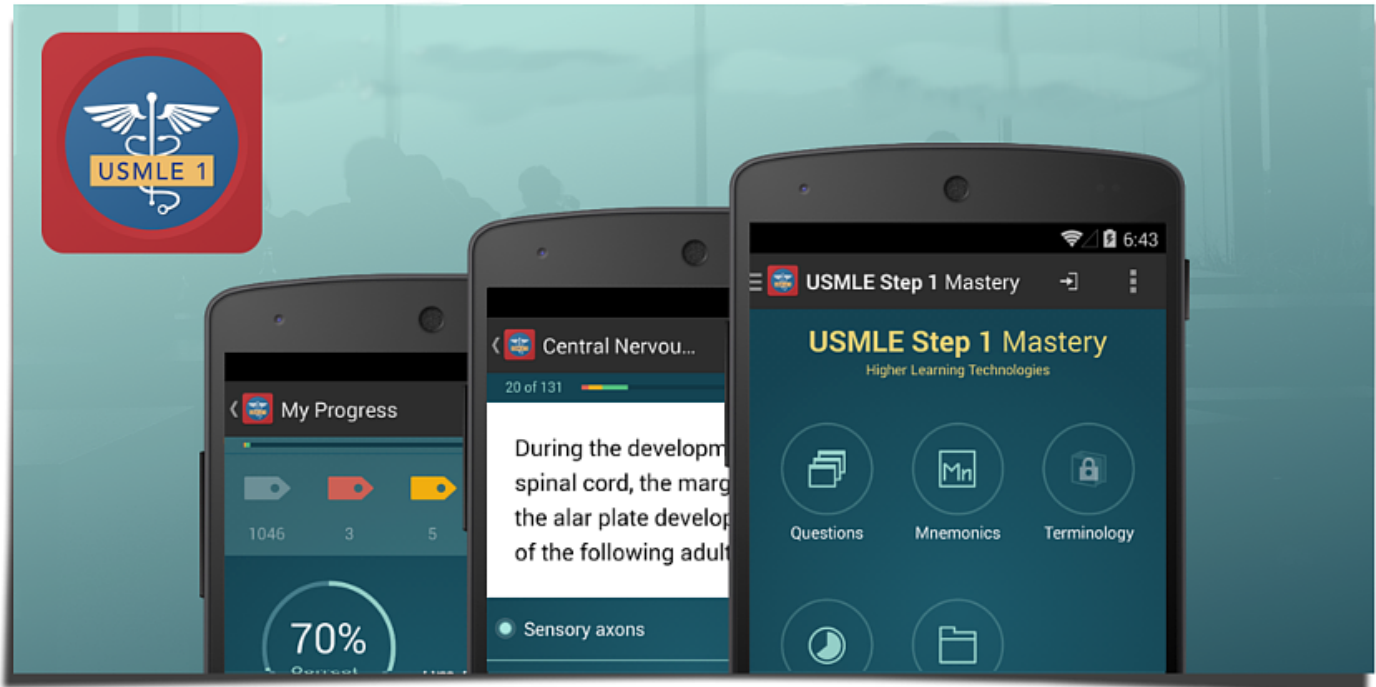 USMLE 1
My Progress
1046
3
5
70%
Correct
Central Nervou...
20 of 131
During the developm
spinal cord, the marg
the alar plate develop
of the following adult
Sensory axons
6:43
USMLE Step 1 Mastery
USMLE Step 1 Mastery
Higher Learning Technologies
Mn
Questions
Mnemonics
Terminology